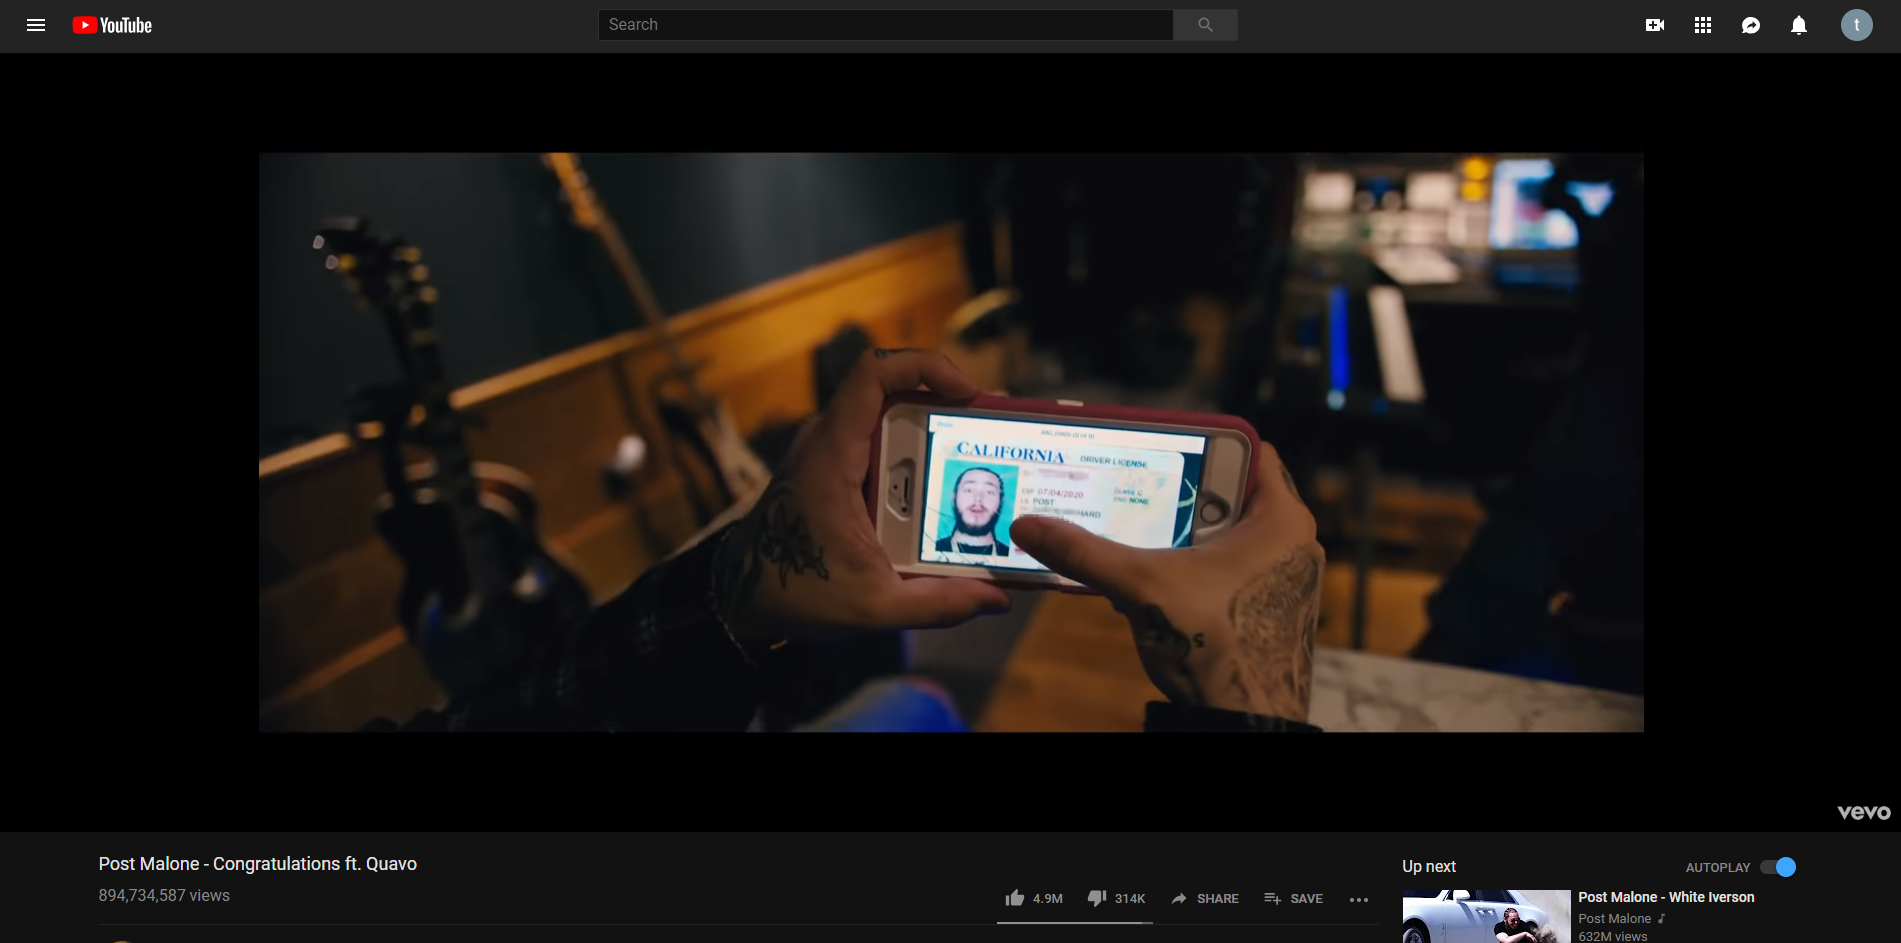 YouTube
Search
t
CALIFORNIA DRIVER LICENSE
EXP 07/04/2020
CLASS C
END NONE
LN POST
HARD
vevo
Post Malone - Congratulations ft. Quavo
894,734,587 views
4.9M
314K
SHARE
SAVE
Up next
AUTOPLAY
Post Malone - White Iverson
Post Malone
632M views